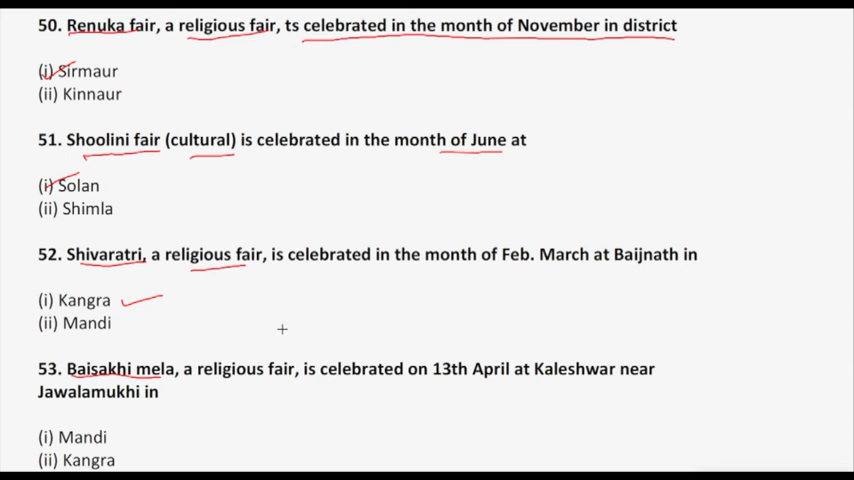 50. Renuka fair, a religious fair, ts celebrated in the month of November in district
(i) Sirmaur
(ii) Kinnaur
51. Shoolini fair (cultural) is celebrated in the month of June at
(i) Solan
(ii) Shimla
52. Shivaratri, a religious fair, is celebrated in the month of Feb. March at Baijnath in
(i) Kangra
(ii) Mandi
53. Baisakhi mela, a religious fair, is celebrated on 13th April at Kaleshwar near
Jawalamukhi in
(i) Mandi
(ii) Kangra